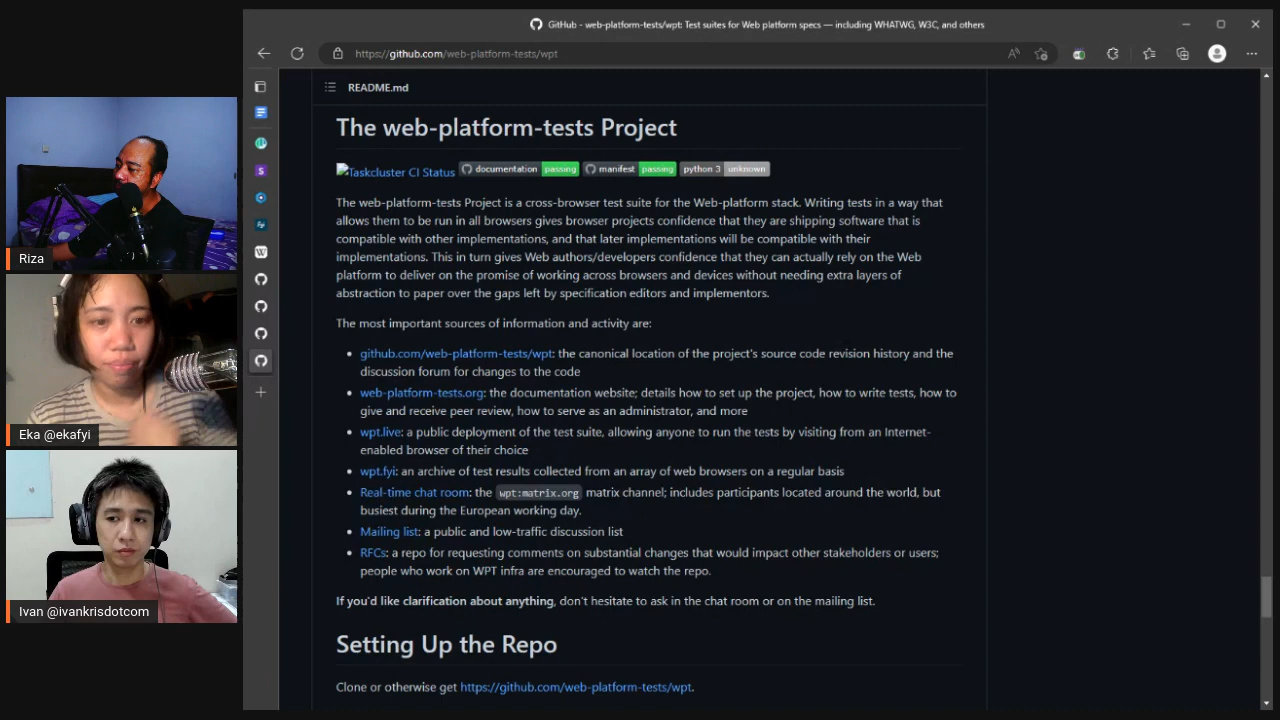 GitHub - web-platform-tests/wpt: Test suites for Web platform specs — including WHATWG, W3C, and others
https://github.com/web-platform-tests/wpt
README.md
The web-platform-tests Project
Taskcluster CI Status documentation passing manifest passing python 3 unknown
The web-platform-tests Project is a cross-browser test suite for the Web-platform stack. Writing tests in a way that
allows them to be run in all browsers gives browser projects confidence that they are shipping software that is
compatible with other implementations, and that later implementations will be compatible with their
implementations. This in turn gives Web authors/developers confidence that they can actually rely on the Web
platform to deliver on the promise of working across browsers and devices without needing extra layers of
abstraction to paper over the gaps left by specification editors and implementors.
The most important sources of information and activity are:
• github.com/web-platform-tests/wpt: the canonical location of the project's source code revision history and the
discussion forum for changes to the code
• web-platform-tests.org: the documentation website; details how to set up the project, how to write tests, how to
give and receive peer review, how to serve as an administrator, and more
• wpt.live: a public deployment of the test suite, allowing anyone to run the tests by visiting from an Internet-
enabled browser of their choice
• wpt.fyi: an archive of test results collected from an array of web browsers on a regular basis
• Real-time chat room: the wpt:matrix.org matrix channel; includes participants located around the world, but
busiest during the European working day.
• Mailing list: a public and low-traffic discussion list
• RFCs: a repo for requesting comments on substantial changes that would impact other stakeholders or users;
people who work on WPT infra are encouraged to watch the repo.
If you'd like clarification about anything, don't hesitate to ask in the chat room or on the mailing list.
Setting Up the Repo
Clone or otherwise get https://github.com/web-platform-tests/wpt.
Riza
Eka @ekafyi
Ivan @ivankrisdotcom